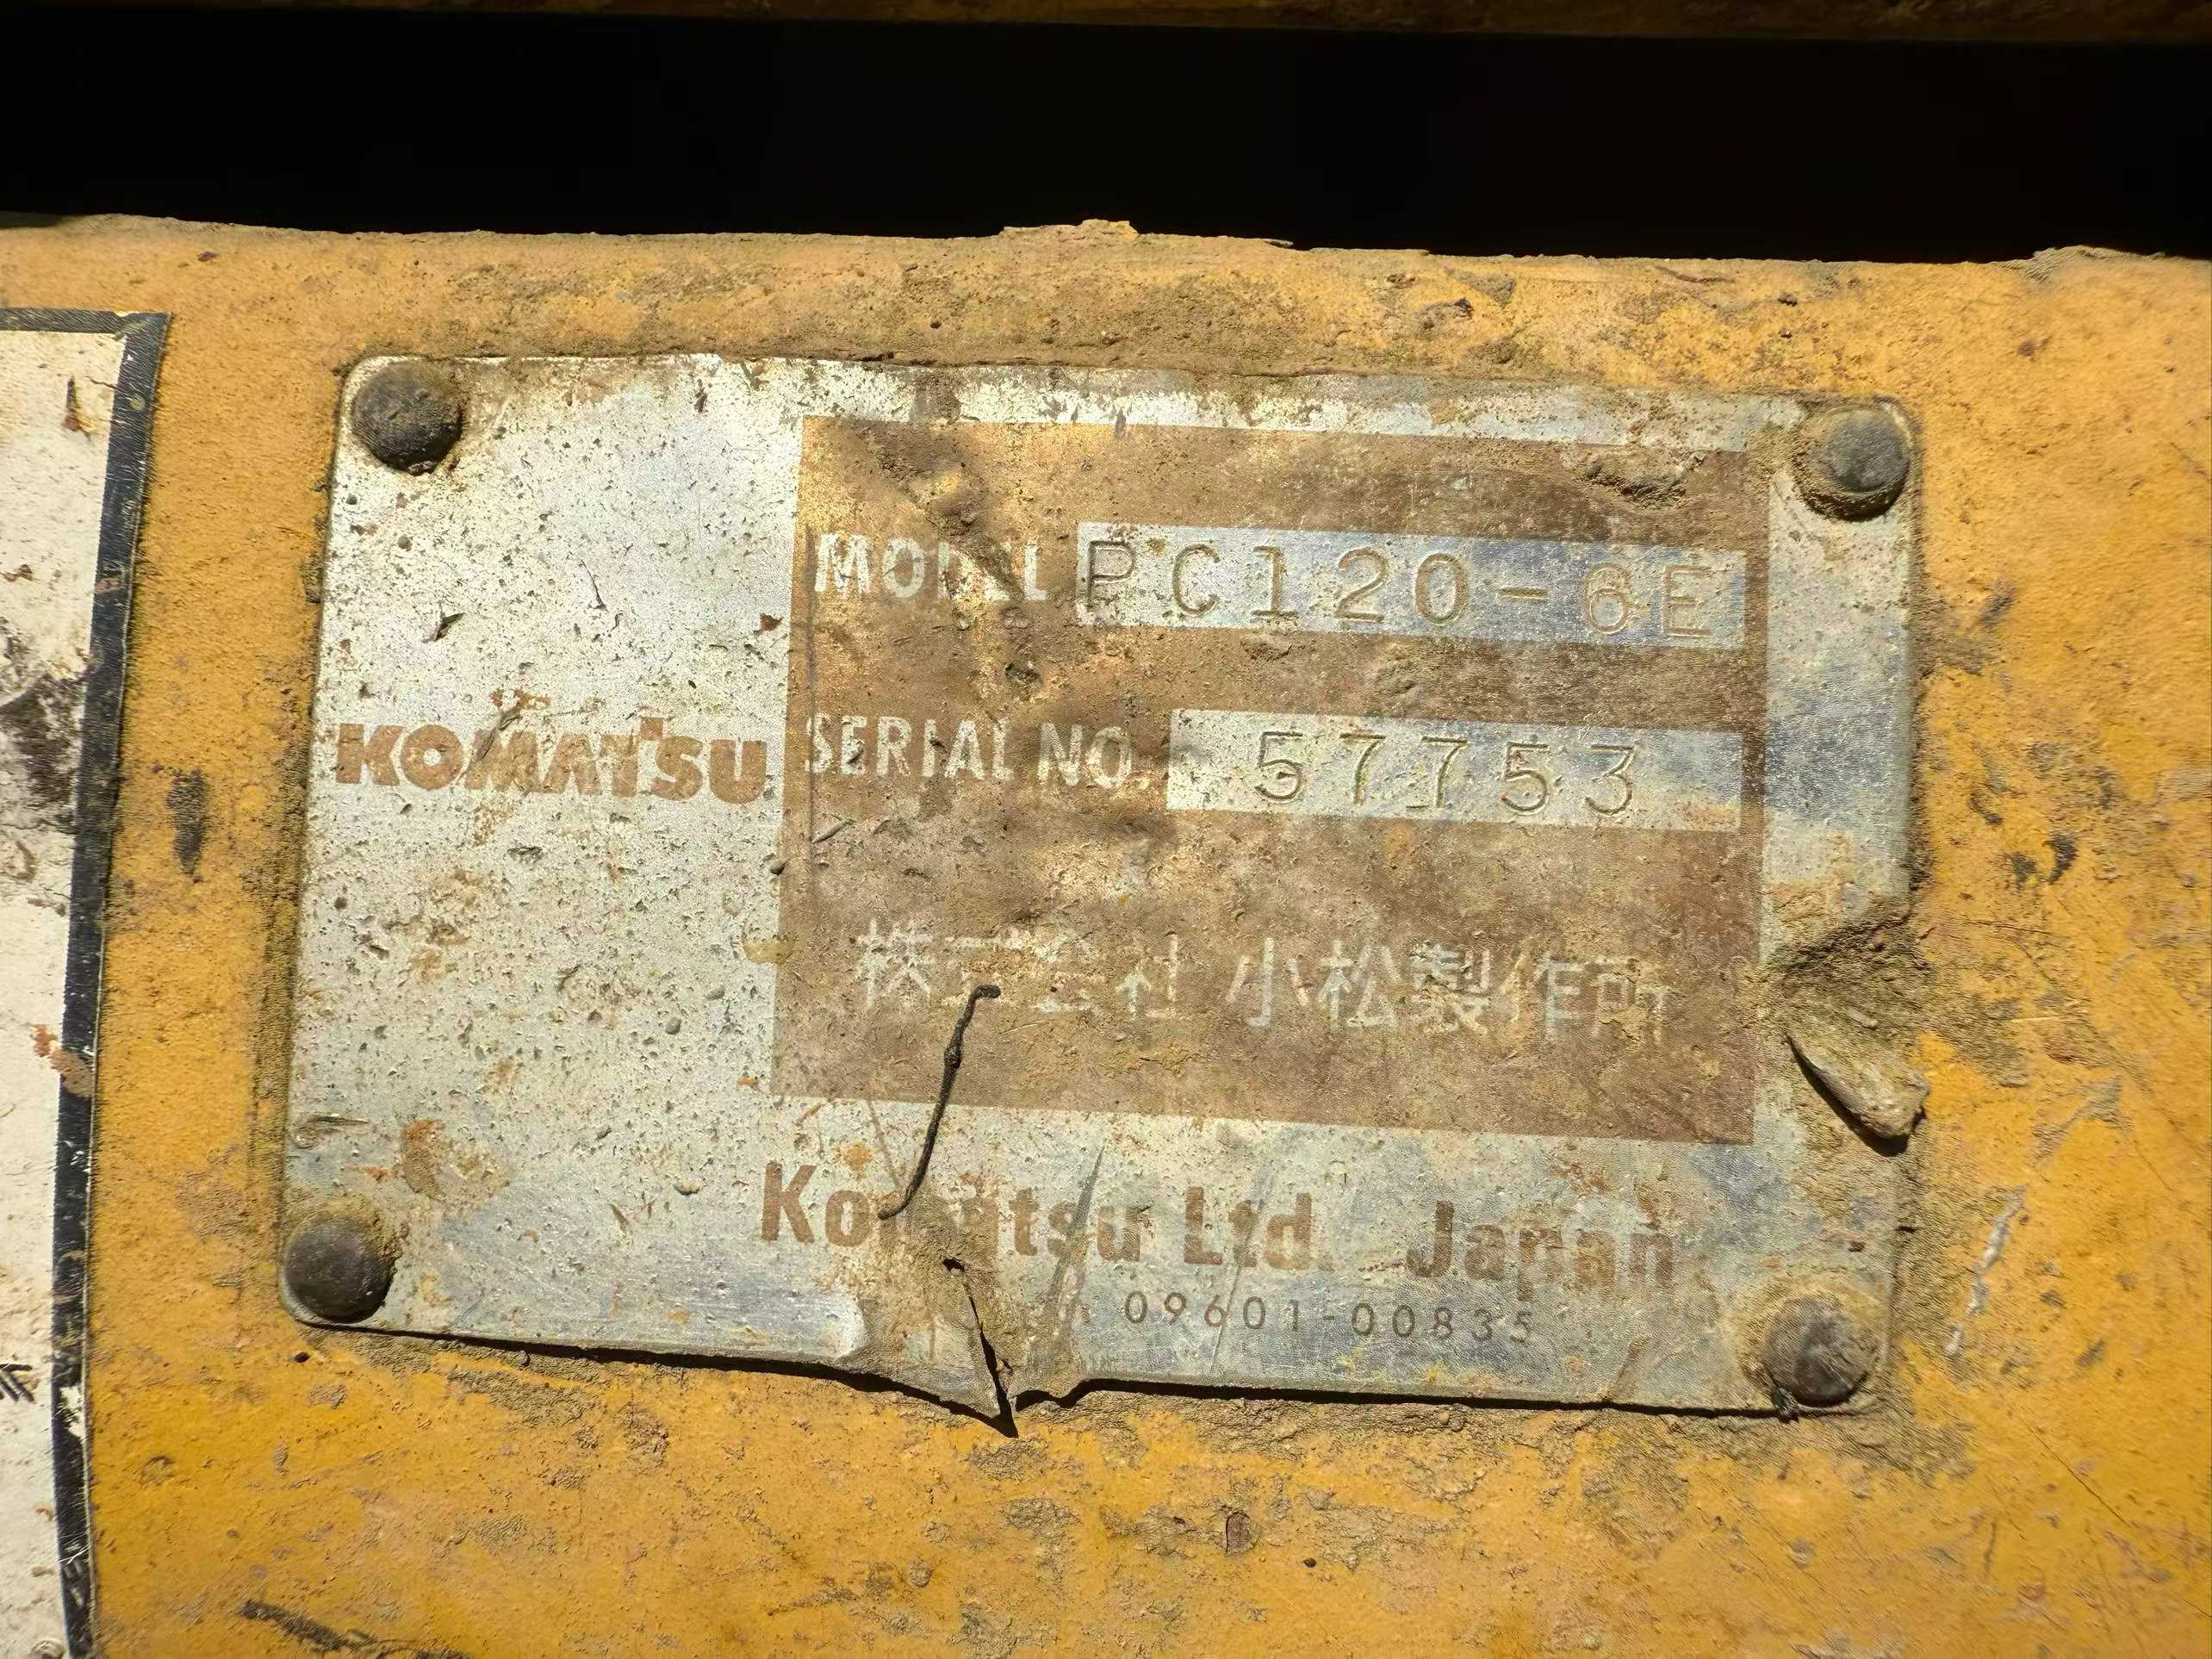 MODEL PC120-6E
KOMATSU SERIAL NO. 57753
株式会社 小松製作所
Komatsu Ltd. Japan
09601-00835